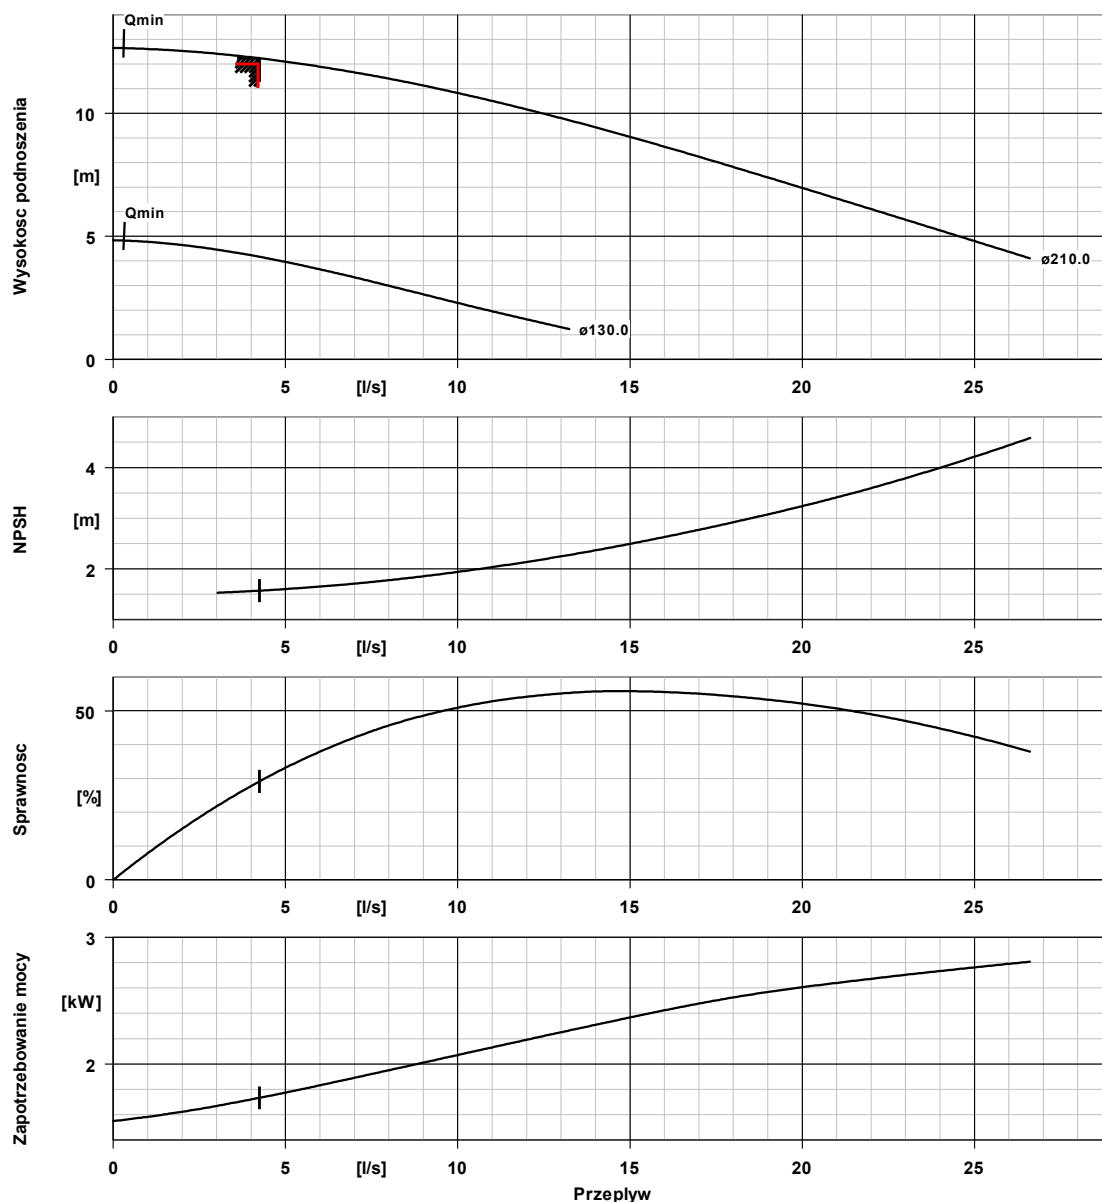 Qmin
10
[m]
Wysokosc podnoszenia
Qmin
5
ø210.0
ø130.0
0
0 5 [l/s] 10 15 20 25
4
[m]
NPSH
2
0 5 [l/s] 10 15 20 25
50
[%]
Sprawnosc
0
0 5 [l/s] 10 15 20 25
3
[kW]
Zapotrzebowanie mocy
2
0 5 [l/s] 10 15 20 25
Przeplyw